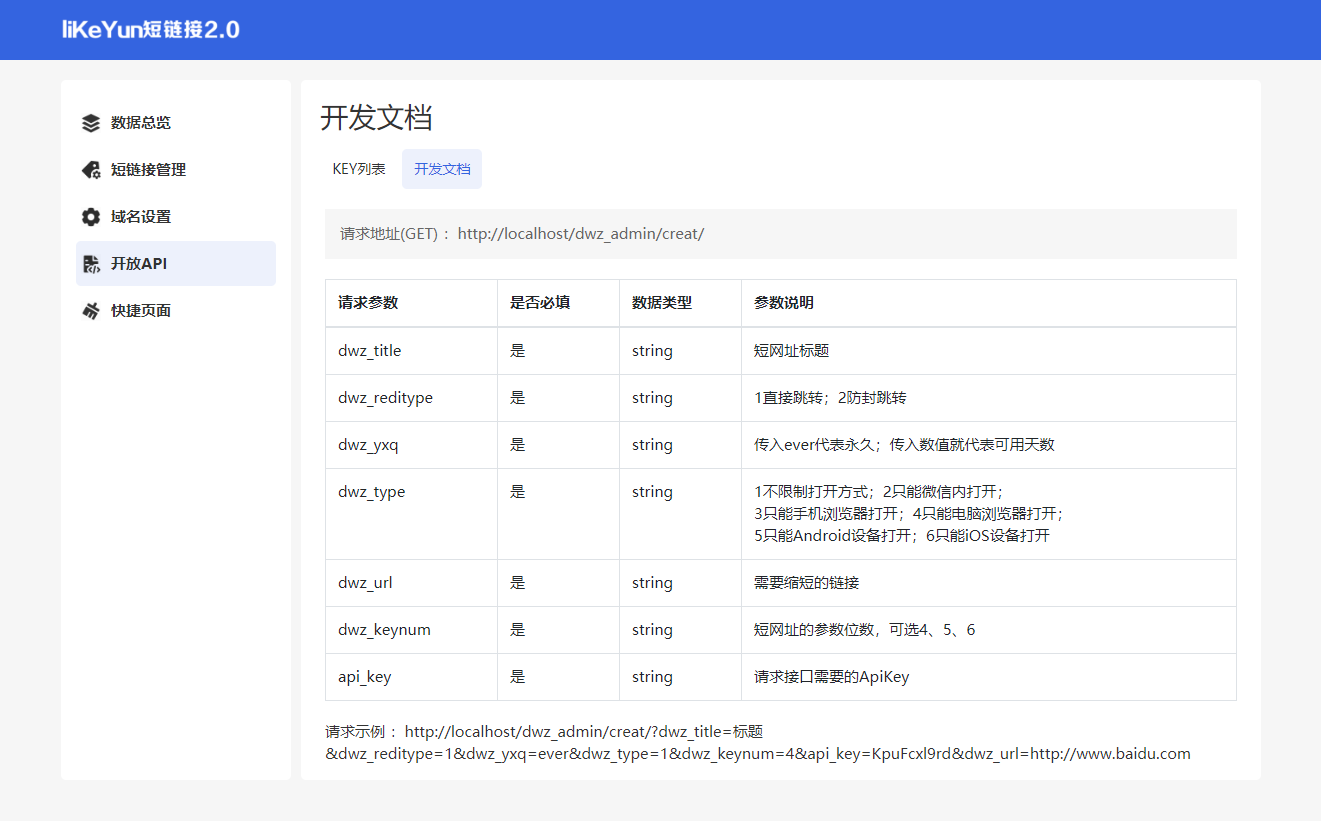 liKeYun短链接2.0
数据总览
短链接管理
域名设置
开放API
快捷页面
开发文档
KEY列表 开发文档
请求地址(GET) : http://localhost/dwz_admin/creat/
请求参数 是否必填 数据类型 参数说明
dwz_title 是 string 短网址标题
dwz_reditype 是 string 1直接跳转；2防封跳转
dwz_yxq 是 string 传入ever代表永久；传入数值就代表可用天数
dwz_type 是 string 1不限制打开方式；2只能微信内打开；
3只能手机浏览器打开；4只能电脑浏览器打开；
5只能Android设备打开；6只能iOS设备打开
dwz_url 是 string 需要缩短的链接
dwz_keynum 是 string 短网址的参数位数，可选4、5、6
api_key 是 string 请求接口需要的ApiKey
请求示例 : http://localhost/dwz_admin/creat/?dwz_title=标题
&dwz_reditype=1&dwz_yxq=ever&dwz_type=1&dwz_keynum=4&api_key=KpuFcxl9rd&dwz_url=http://www.baidu.com